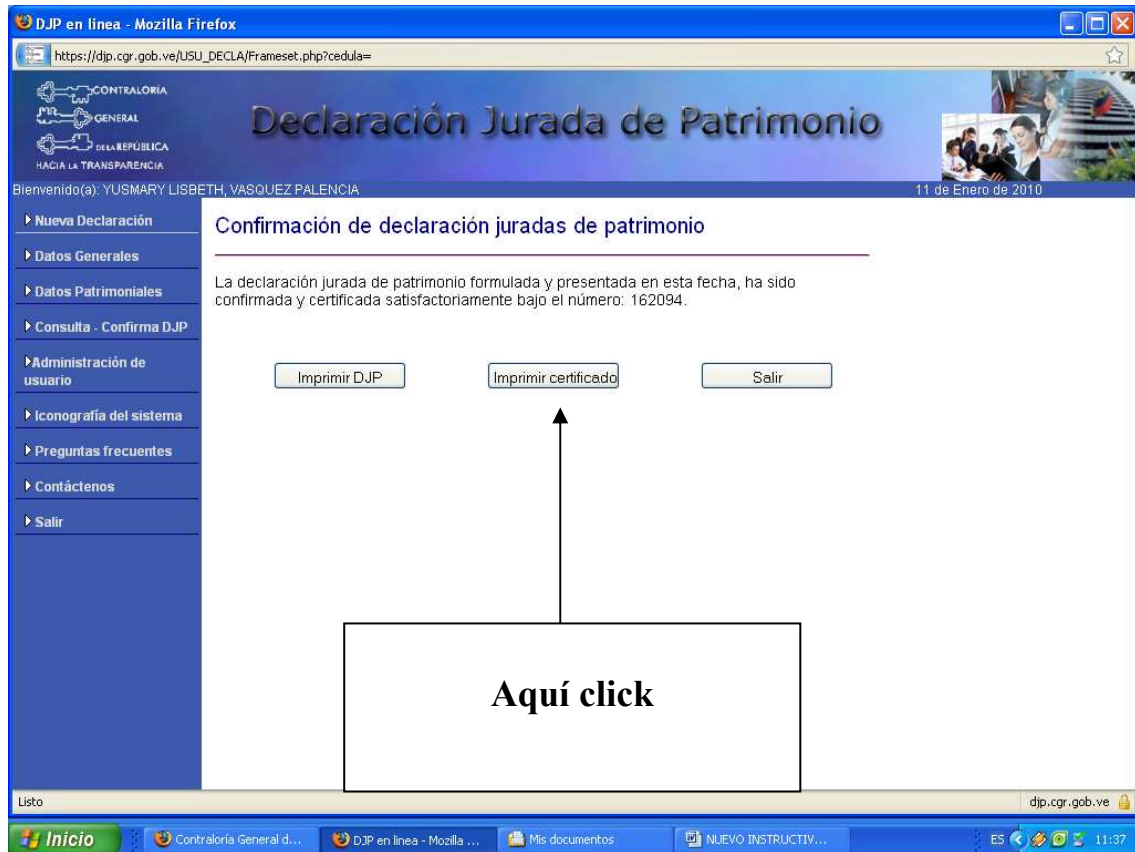 DJP en linea - Mozilla Firefox
https://djp.cgr.gob.ve/USU_DECLA/Frameset.php?cedula=
CONTRALORÍA
GENERAL
DE LA REPÚBLICA
HACIA LA TRANSPARENCIA
Declaración Jurada de Patrimonio
Bienvenido(a): YUSMARY LISBETH, VASQUEZ PALENCIA
11 de Enero de 2010
Nueva Declaración
Datos Generales
Datos Patrimoniales
Consulta - Confirma DJP
Administración de
usuario
Iconografía del sistema
Preguntas frecuentes
Contáctenos
Salir
Confirmación de declaración juradas de patrimonio
La declaración jurada de patrimonio formulada y presentada en esta fecha, ha sido
confirmada y certificada satisfactoriamente bajo el número: 162094.
Imprimir DJP
Imprimir certificado
Salir
Aquí click
Listo
djp.cgr.gob.ve
Inicio
Contraloría General d...
DJP en linea - Mozilla ...
Mis documentos
NUEVO INSTRUCTIV...
ES
11:37